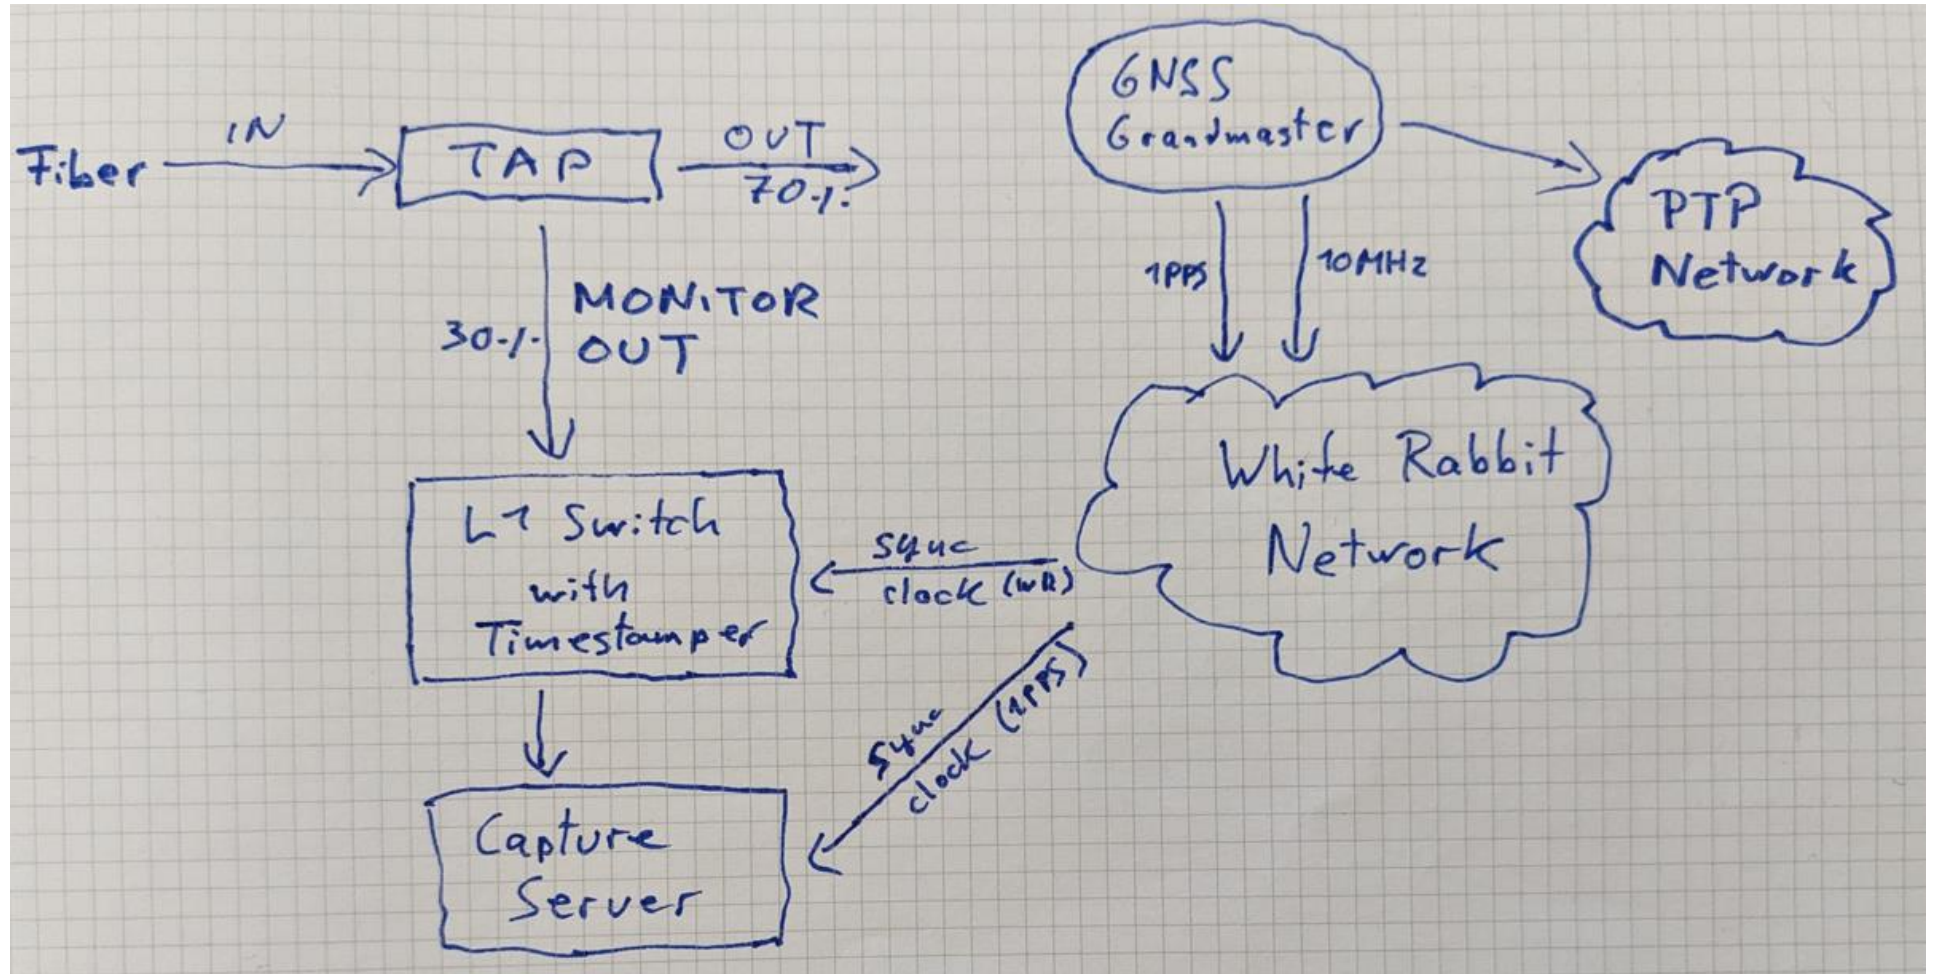 Fiber
IN
TAP
OUT
70%
30%
MONITOR
OUT
L1 Switch
with
Timestamper
Capture
Server
GNSS
Grandmaster
1PPS
10MHz
PTP
Network
White Rabbit
Network
sync
clock (WR)
sync
clock (1PPS)